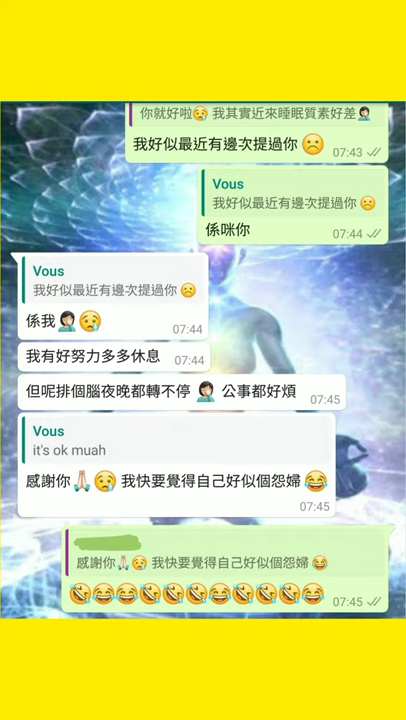 你就好啦😢 我其實近來睡眠質素好差🤦🏻‍♀️
我好似最近有邊次提過你 ☹️
07:43
Vous
我好似最近有邊次提過你 ☹️
係咪你
07:44
Vous
我好似最近有邊次提過你 ☹️
係我🤦🏻‍♀️😢
07:44
我有好努力多多休息
07:44
但呢排個腦夜晚都轉不停 🤦🏻‍♀️ 公事都好煩
07:45
Vous
it's ok muah
感謝你🙏🏻😢 我快要覺得自己好似個怨婦 😂
07:45
感謝你🙏🏻😢 我快要覺得自己好似個怨婦 😂
🤣😂😂🤣🤣🤣😂🤣🤣🤣😂
07:45